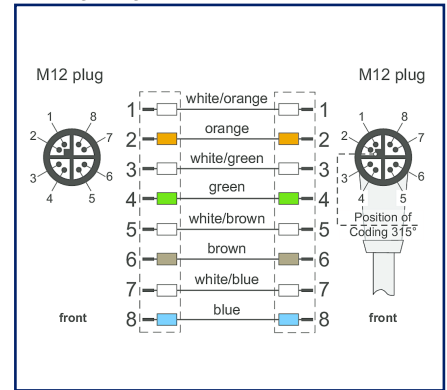 M12 plug
M12 plug
1 8
2 7
3 6
4 5
1 white/orange 1
2 orange 2
3 white/green 3
4 green 4
5 white/brown 5
6 brown 6
7 white/blue 7
8 blue 8
1 8
2 7
3 6
4 5
Position of
Coding 315°
front
front